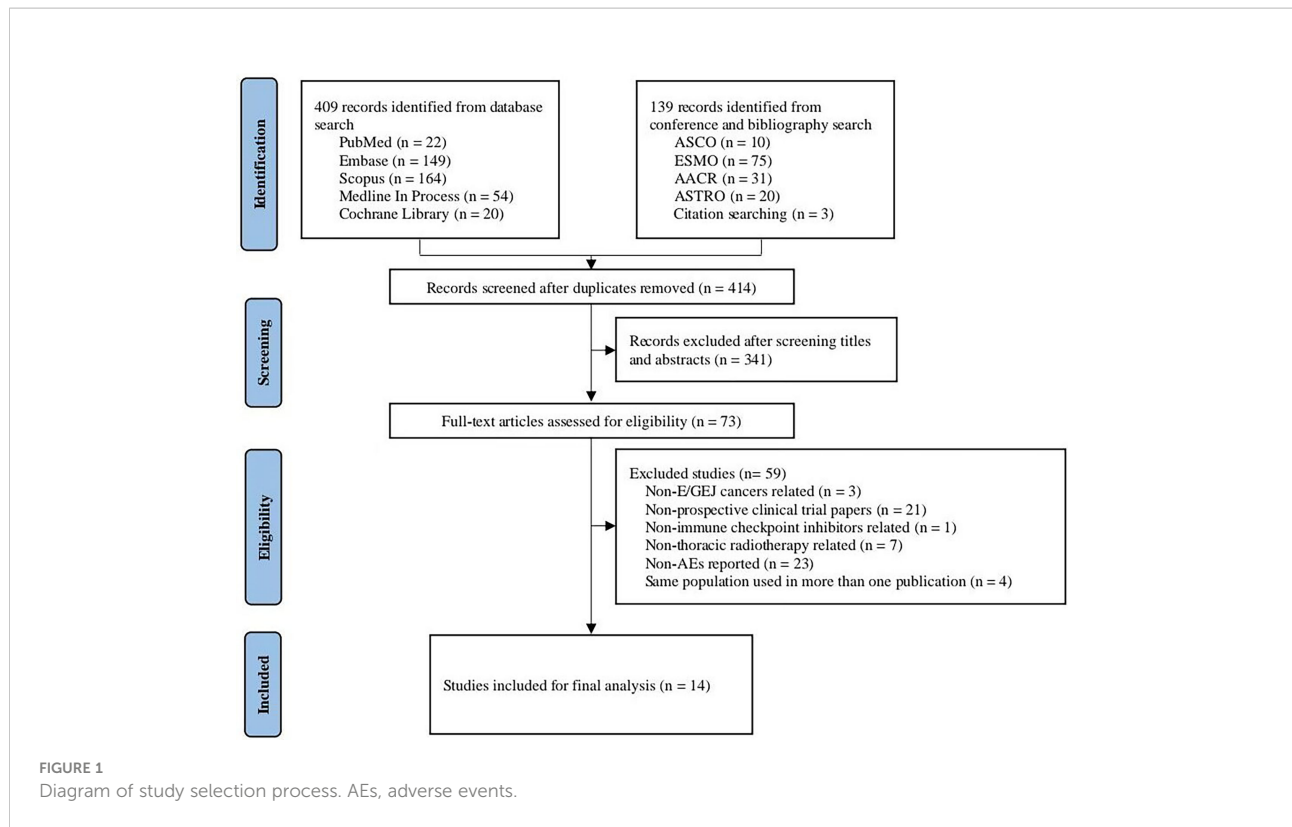 Identification
409 records identified from database
search
PubMed (n = 22)
Embase (n = 149)
Scopus (n = 164)
Medline In Process (n = 54)
Cochrane Library (n = 20)
139 records identified from
conference and bibliography search
ASCO (n = 10)
ESMO (n = 75)
AACR (n = 31)
ASTRO (n = 20)
Citation searching (n = 3)
Records screened after duplicates removed (n = 414)
Screening
Records excluded after screening titles
and abstracts (n = 341)
Full-text articles assessed for eligibility (n = 73)
Eligibility
Excluded studies (n= 59)
Non-E/GEJ cancers related (n = 3)
Non-prospective clinical trial papers (n = 21)
Non-immune checkpoint inhibitors related (n = 1)
Non-thoracic radiotherapy related (n = 7)
Non-AEs reported (n = 23)
Same population used in more than one publication (n = 4)
Included
Studies included for final analysis (n = 14)
FIGURE 1
Diagram of study selection process. AEs, adverse events.